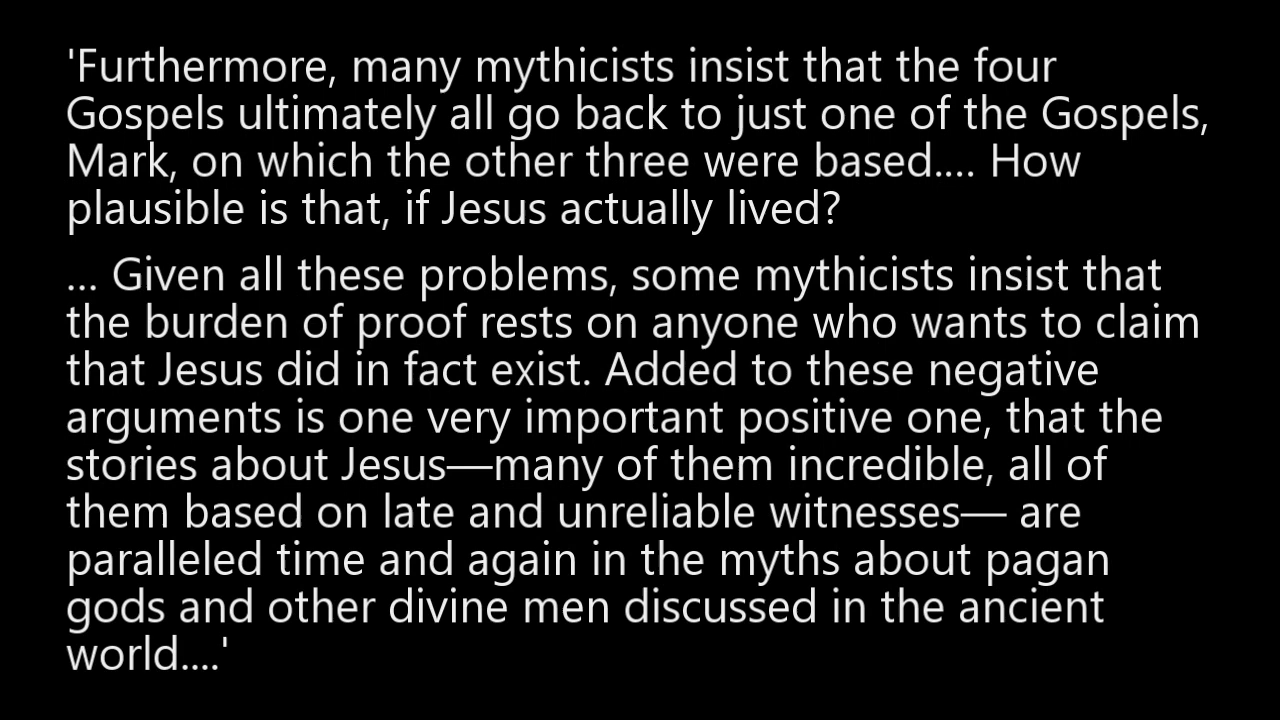 'Furthermore, many mythicists insist that the four
Gospels ultimately all go back to just one of the Gospels,
Mark, on which the other three were based.... How
plausible is that, if Jesus actually lived?
... Given all these problems, some mythicists insist that
the burden of proof rests on anyone who wants to claim
that Jesus did in fact exist. Added to these negative
arguments is one very important positive one, that the
stories about Jesus—many of them incredible, all of
them based on late and unreliable witnesses— are
paralleled time and again in the myths about pagan
gods and other divine men discussed in the ancient
world....'